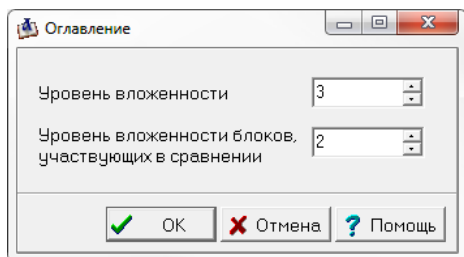 Оглавление
Уровень вложенности 3
Уровень вложенности блоков, 2
участвующих в сравнении
OK Отмена ? Помощь